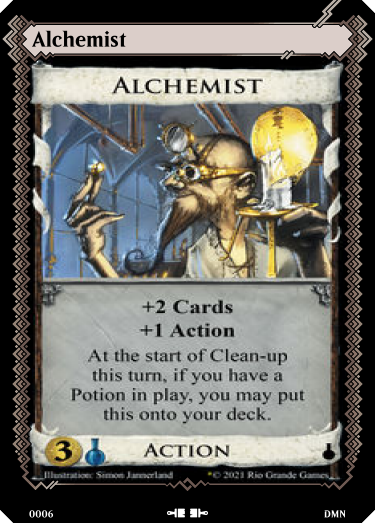 Alchemist
ALCHEMIST
+2 Cards
+1 Action
At the start of Clean-up
this turn, if you have a
Potion in play, you may put
this onto your deck.
3
ACTION
Illustration: Simon Jannerland
*© 2021 Rio Grande Games
0006
DMN